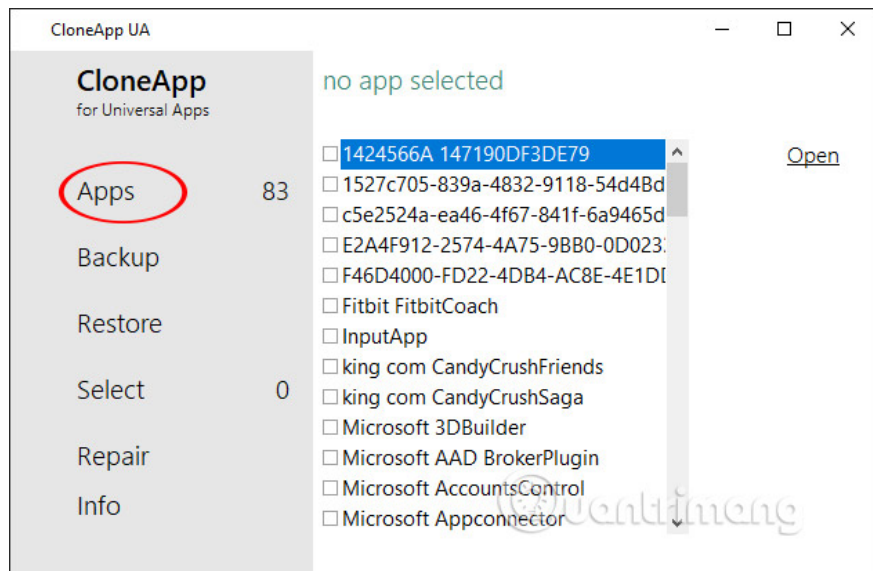 CloneApp UA
CloneApp
for Universal Apps
Apps 83
Backup
Restore
Select 0
Repair
Info
no app selected
1424566A 147190DF3DE79
1527c705-839a-4832-9118-54d4Bd
c5e2524a-ea46-4f67-841f-6a9465d
E2A4F912-2574-4A75-9BB0-0D023
F46D4000-FD22-4DB4-AC8E-4E1DD
Fitbit FitbitCoach
InputApp
king com CandyCrushFriends
king com CandyCrushSaga
Microsoft 3DBuilder
Microsoft AAD BrokerPlugin
Microsoft AccountsControl
Microsoft Appconnector
Open
Quantrimang